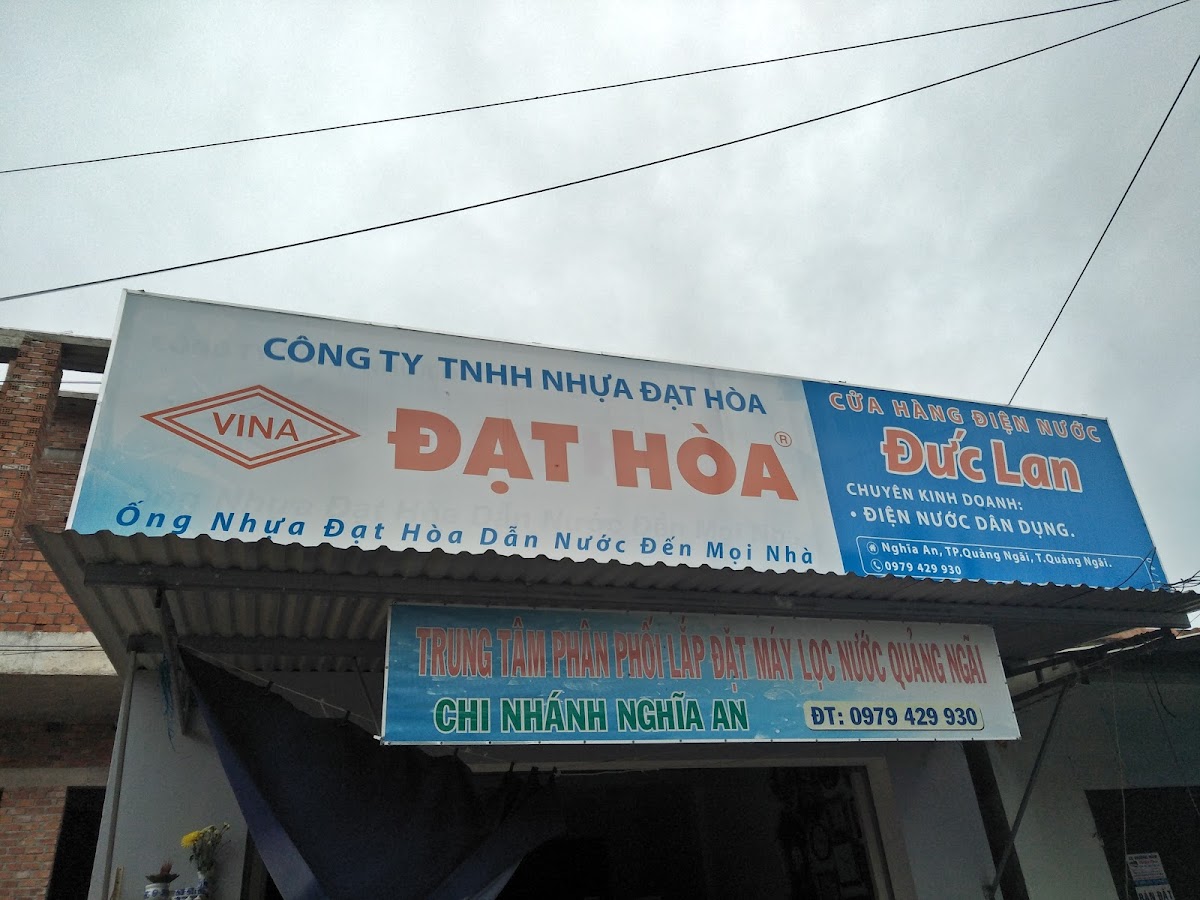 CÔNG TY TNHH NHỰA ĐẠT HÒA
VINA
ĐẠT HÒA ®
Ống Nhựa Đạt Hòa Dẫn Nước Đến Mọi Nhà
CỬA HÀNG ĐIỆN NƯỚC
Đức Lan
CHUYÊN KINH DOANH:
• ĐIỆN NƯỚC DÂN DỤNG.
Nghĩa An, TP.Quảng Ngãi, T.Quảng Ngãi.
0979 429 930
TRUNG TÂM PHÂN PHỐI LẮP ĐẶT MÁY LỌC NƯỚC QUẢNG NGÃI
CHI NHÁNH NGHĨA AN
ĐT: 0979 429 930
BÁN ĐẤT